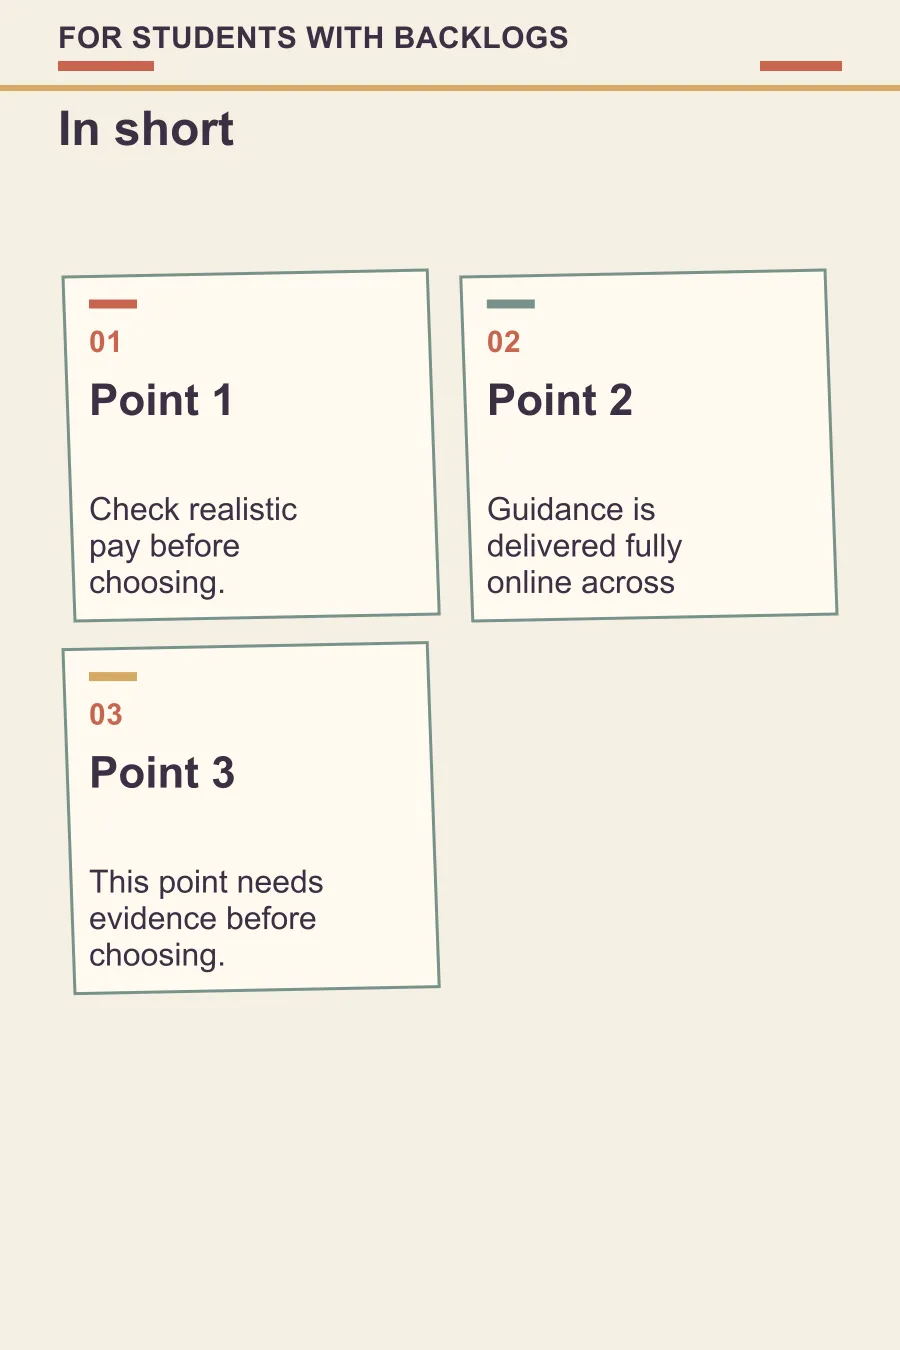 FOR STUDENTS WITH BACKLOGS
In short
01
Point 1
Check realistic
pay before
choosing.
02
Point 2
Guidance is
delivered fully
online across
03
Point 3
This point needs
evidence before
choosing.